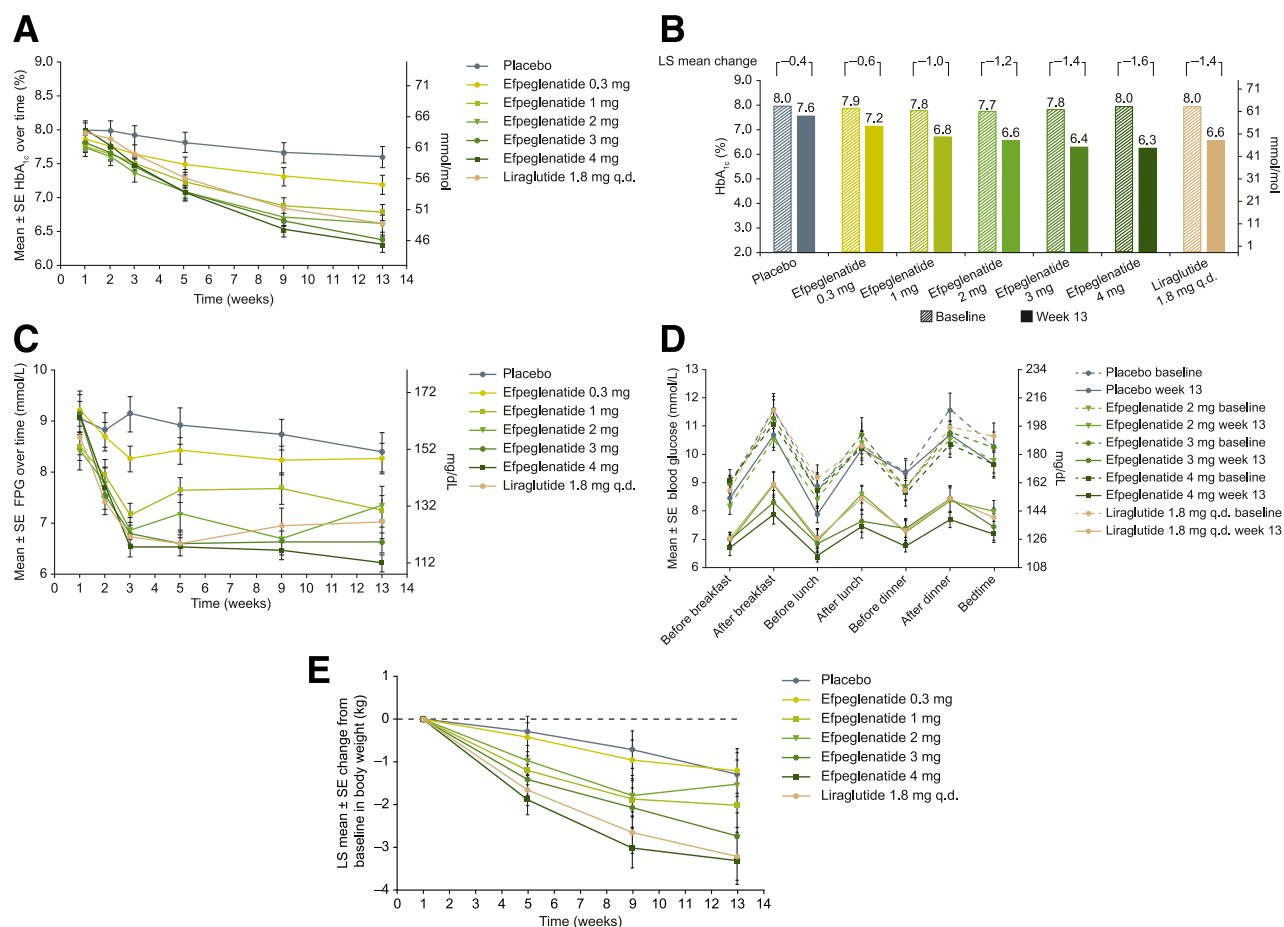 A
Mean ± SE HbA1c over time (%)
9.0
8.5
8.0
7.5
7.0
6.5
6.0
0 1 2 3 4 5 6 7 8 9 10 11 12 13 14
Time (weeks)
71
64
61
56
51
49
46
mmol/mol
Placebo
Efpeglenatide 0.3 mg
Efpeglenatide 1 mg
Efpeglenatide 2 mg
Efpeglenatide 3 mg
Efpeglenatide 4 mg
Liraglutide 1.8 mg q.d.
B
LS mean change
–0.4 –0.6 –1.0 –1.2 –1.4 –1.6 –1.4
HbA1c (%)
9.0
8.0
7.0
6.0
5.0
4.0
3.0
2.0
8.0 7.6 7.9 7.2 7.8 6.8 7.7 6.6 7.8 6.4 8.0 6.3 8.0 6.6
71
61
51
41
31
21
11
1
mmol/mol
Placebo
Efpeglenatide
0.3 mg
Efpeglenatide
1 mg
Efpeglenatide
2 mg
Efpeglenatide
3 mg
Efpeglenatide
4 mg
Liraglutide
1.8 mg q.d.
Baseline Week 13
C
Mean ± SE FPG over time (mmol/L)
10
9
8
7
6
0 1 2 3 4 5 6 7 8 9 10 11 12 13 14
Time (weeks)
172
152
132
112
mg/dL
Placebo
Efpeglenatide 0.3 mg
Efpeglenatide 1 mg
Efpeglenatide 2 mg
Efpeglenatide 3 mg
Efpeglenatide 4 mg
Liraglutide 1.8 mg q.d.
D
Mean ± SE blood glucose (mmol/L)
13
12
11
10
9
8
7
6
234
216
198
180
162
144
126
108
mg/dL
Before breakfast
After breakfast
Before lunch
After lunch
Before dinner
After dinner
Bedtime
Placebo baseline
Placebo week 13
Efpeglenatide 2 mg baseline
Efpeglenatide 2 mg week 13
Efpeglenatide 3 mg baseline
Efpeglenatide 3 mg week 13
Efpeglenatide 4 mg baseline
Efpeglenatide 4 mg week 13
Liraglutide 1.8 mg q.d. baseline
Liraglutide 1.8 mg q.d. week 13
E
LS mean ± SE change from
baseline in body weight (kg)
1
0
–1
–2
–3
–4
0 1 2 3 4 5 6 7 8 9 10 11 12 13 14
Time (weeks)
Placebo
Efpeglenatide 0.3 mg
Efpeglenatide 1 mg
Efpeglenatide 2 mg
Efpeglenatide 3 mg
Efpeglenatide 4 mg
Liraglutide 1.8 mg q.d.